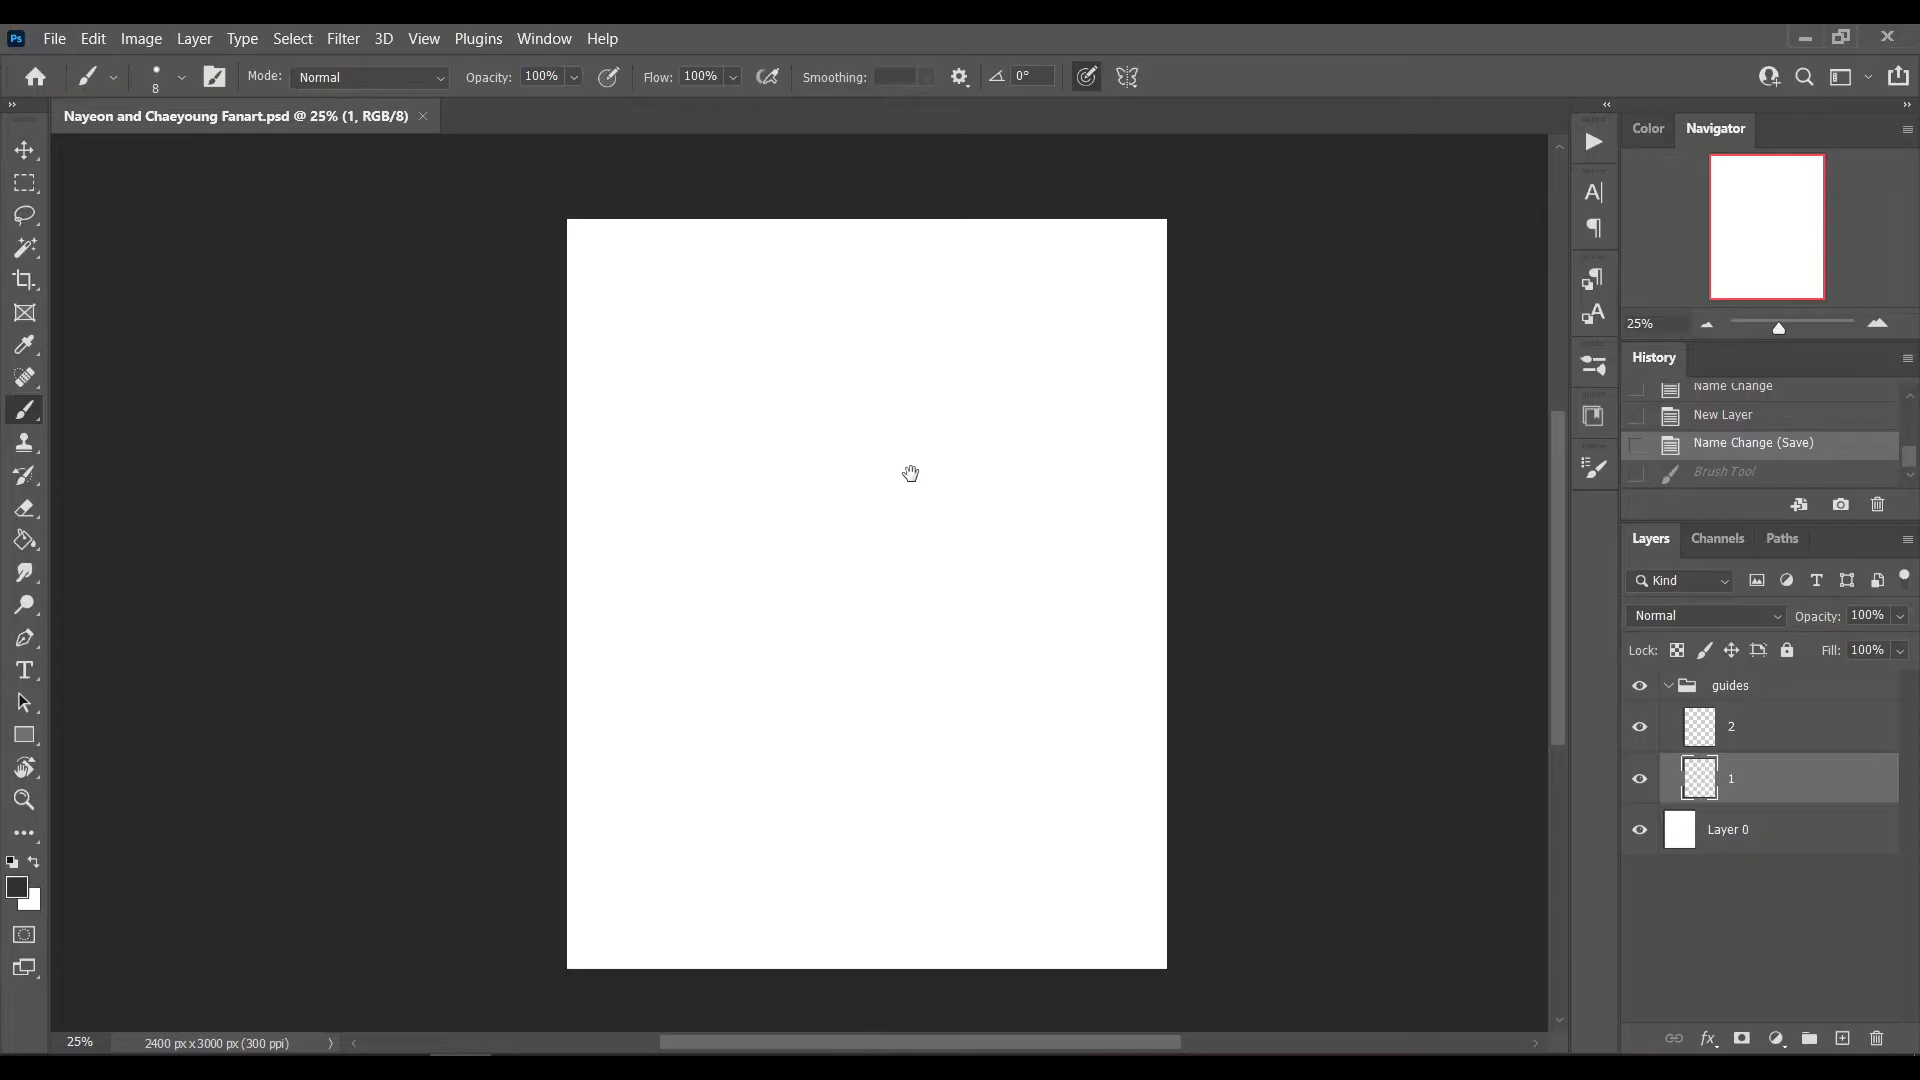 Ps File Edit Image Layer Type Select Filter 3D View Plugins Window Help
8 Mode: Normal Opacity: 100% Flow: 100% Smoothing: 0°
Nayeon and Chaeyoung Fanart.psd @ 25% (1, RGB/8)
Color Navigator
25%
History
Name Change
New Layer
Name Change (Save)
Brush Tool
Layers Channels Paths
Kind
Normal Opacity: 100%
Lock: Fill: 100%
guides
2
1
Layer 0
25% 2400 px x 3000 px (300 ppi)